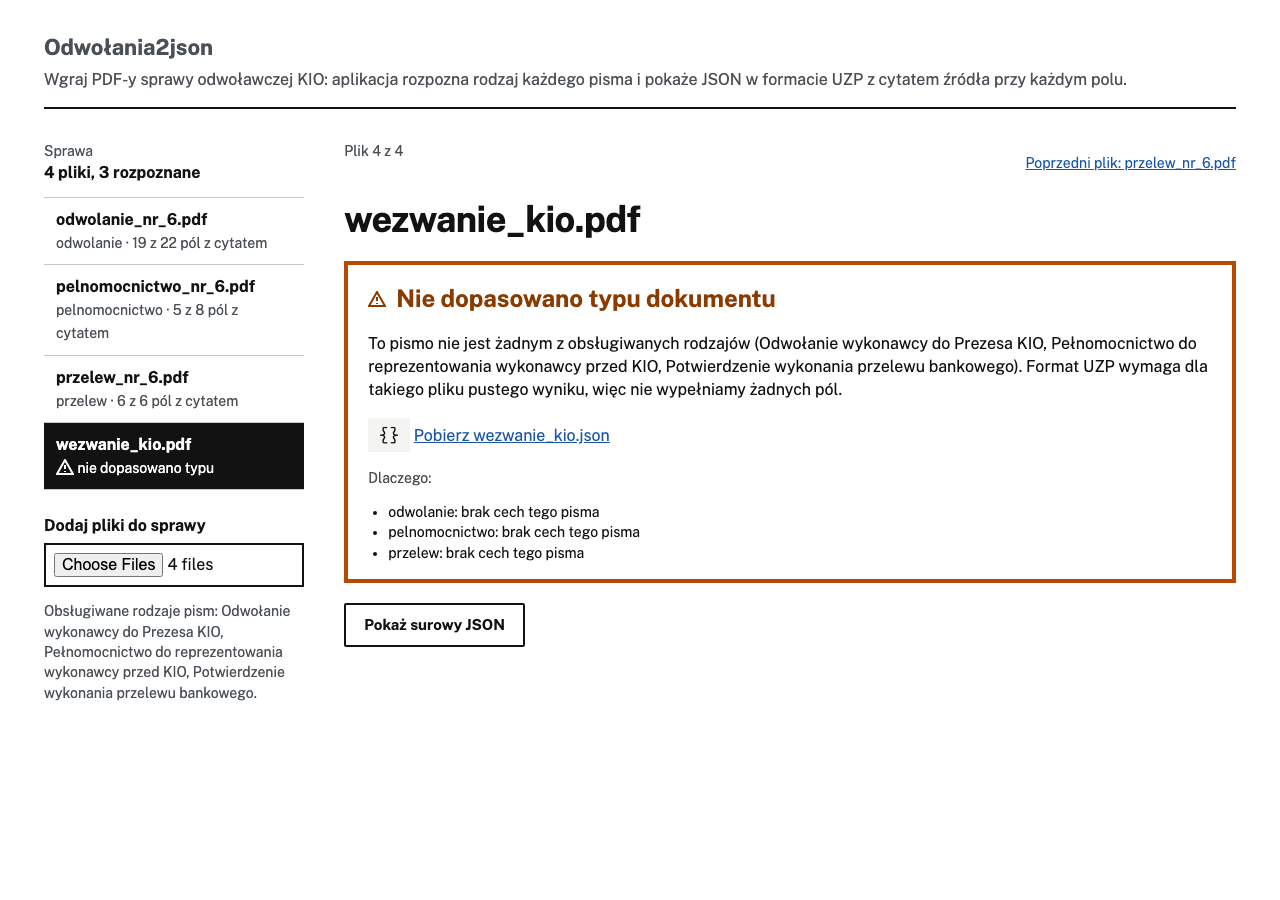 Odwołania2json
Wgraj PDF-y sprawy odwoławczej KIO: aplikacja rozpozna rodzaj każdego pisma i pokaże JSON w formacie UZP z cytatem źródła przy każdym polu.
Sprawa
4 pliki, 3 rozpoznane
odwolanie_nr_6.pdf
odwolanie · 19 z 22 pól z cytatem
pelnomocnictwo_nr_6.pdf
pelnomocnictwo · 5 z 8 pól z
cytatem
przelew_nr_6.pdf
przelew · 6 z 6 pól z cytatem
wezwanie_kio.pdf
nie dopasowano typu
Dodaj pliki do sprawy
Choose Files 4 files
Obsługiwane rodzaje pism: Odwołanie
wykonawcy do Prezesa KIO,
Pełnomocnictwo do reprezentowania
wykonawcy przed KIO, Potwierdzenie
wykonania przelewu bankowego.
Plik 4 z 4
Poprzedni plik: przelew_nr_6.pdf
wezwanie_kio.pdf
Nie dopasowano typu dokumentu
To pismo nie jest żadnym z obsługiwanych rodzajów (Odwołanie wykonawcy do Prezesa KIO, Pełnomocnictwo do
reprezentowania wykonawcy przed KIO, Potwierdzenie wykonania przelewu bankowego). Format UZP wymaga dla
takiego pliku pustego wyniku, więc nie wypełniamy żadnych pól.
{} Pobierz wezwanie_kio.json
Dlaczego:
• odwolanie: brak cech tego pisma
• pelnomocnictwo: brak cech tego pisma
• przelew: brak cech tego pisma
Pokaż surowy JSON